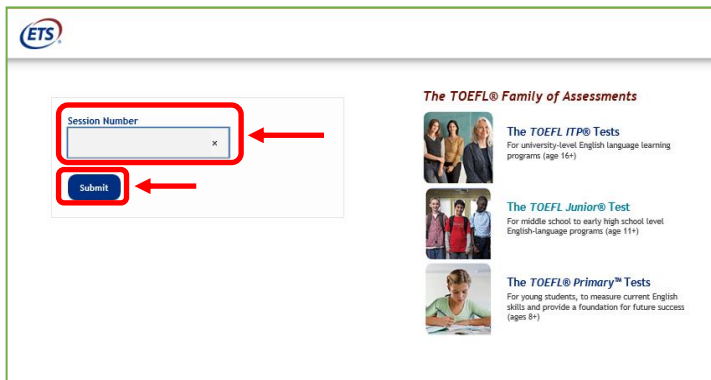 ETS
Session Number
×
Submit
The TOEFL® Family of Assessments
The TOEFL ITP® Tests
For university-level English language learning
programs (age 16+)
The TOEFL Junior® Test
For middle school to early high school level
English-language programs (age 11+)
The TOEFL® Primary™ Tests
For young students, to measure current English
skills and provide a foundation for future success
(ages 8+)